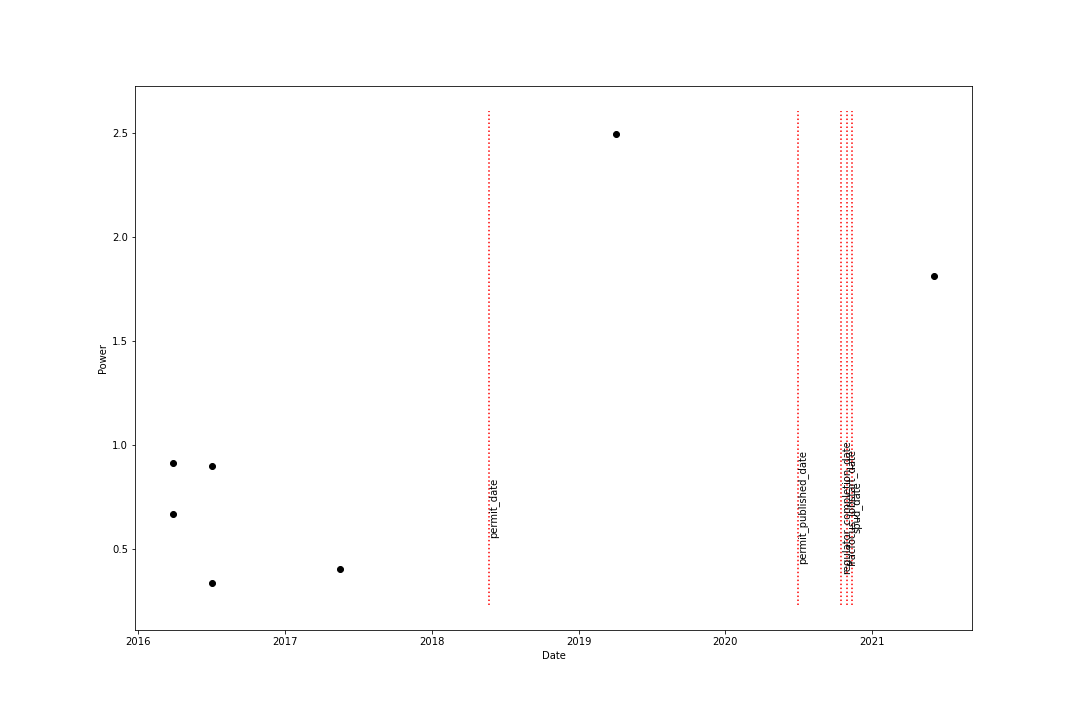 2.5
2.0
1.5
1.0
0.5
Power
permit_date
permit_published_date
regulator_completion_date
spud_date
2016
2017
2018
2019
2020
2021
Date